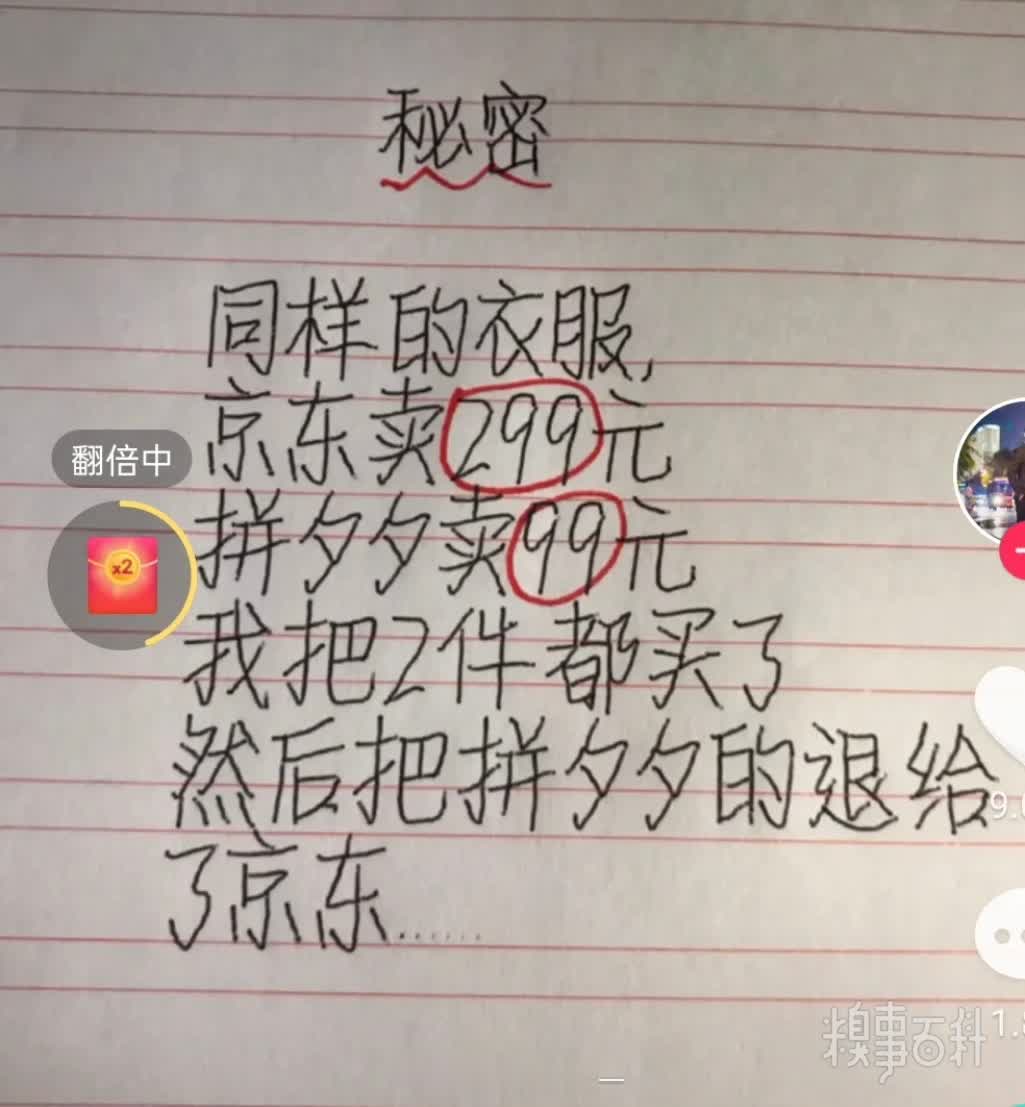 秘密
同样的衣服,
京东卖299元
拼夕夕卖99元
我把2件都买了
然后把拼夕夕的退给
了京东......
翻倍中
x2
糗事百科